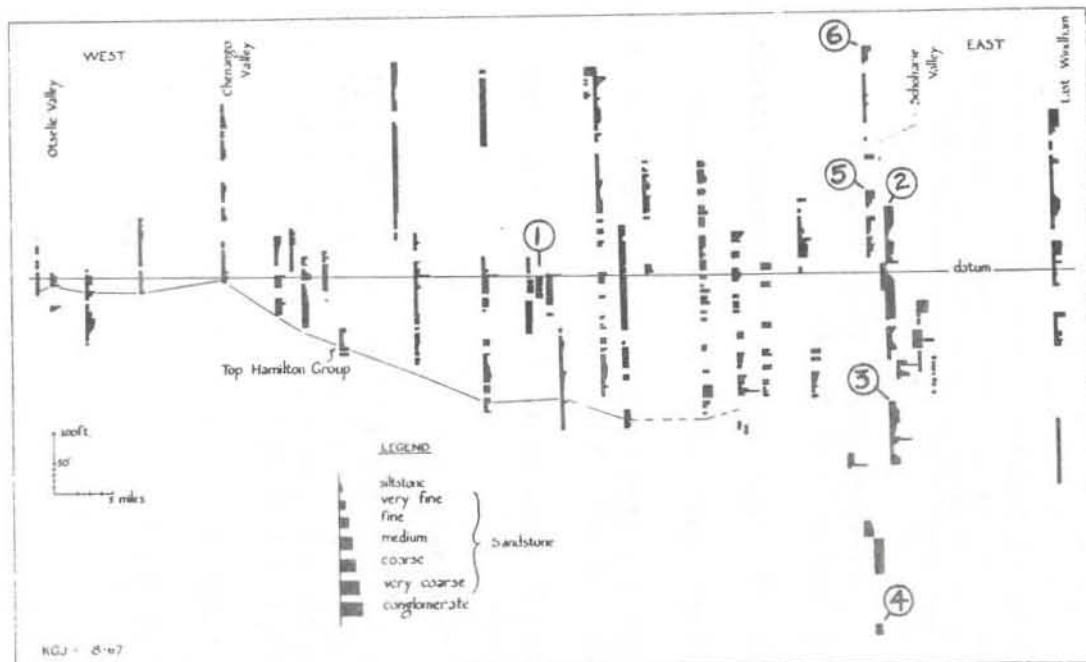 WEST
EAST
Otselic Valley
Chenango Valley
Schoharie Valley
East Windham
6
5
2
1
datum
3
Top Hamilton Group
100 ft.
50'
5 miles
LEGEND
siltstone
very fine
fine
medium
coarse
very coarse
conglomerate
Sandstone
4
KGJ - 8·67